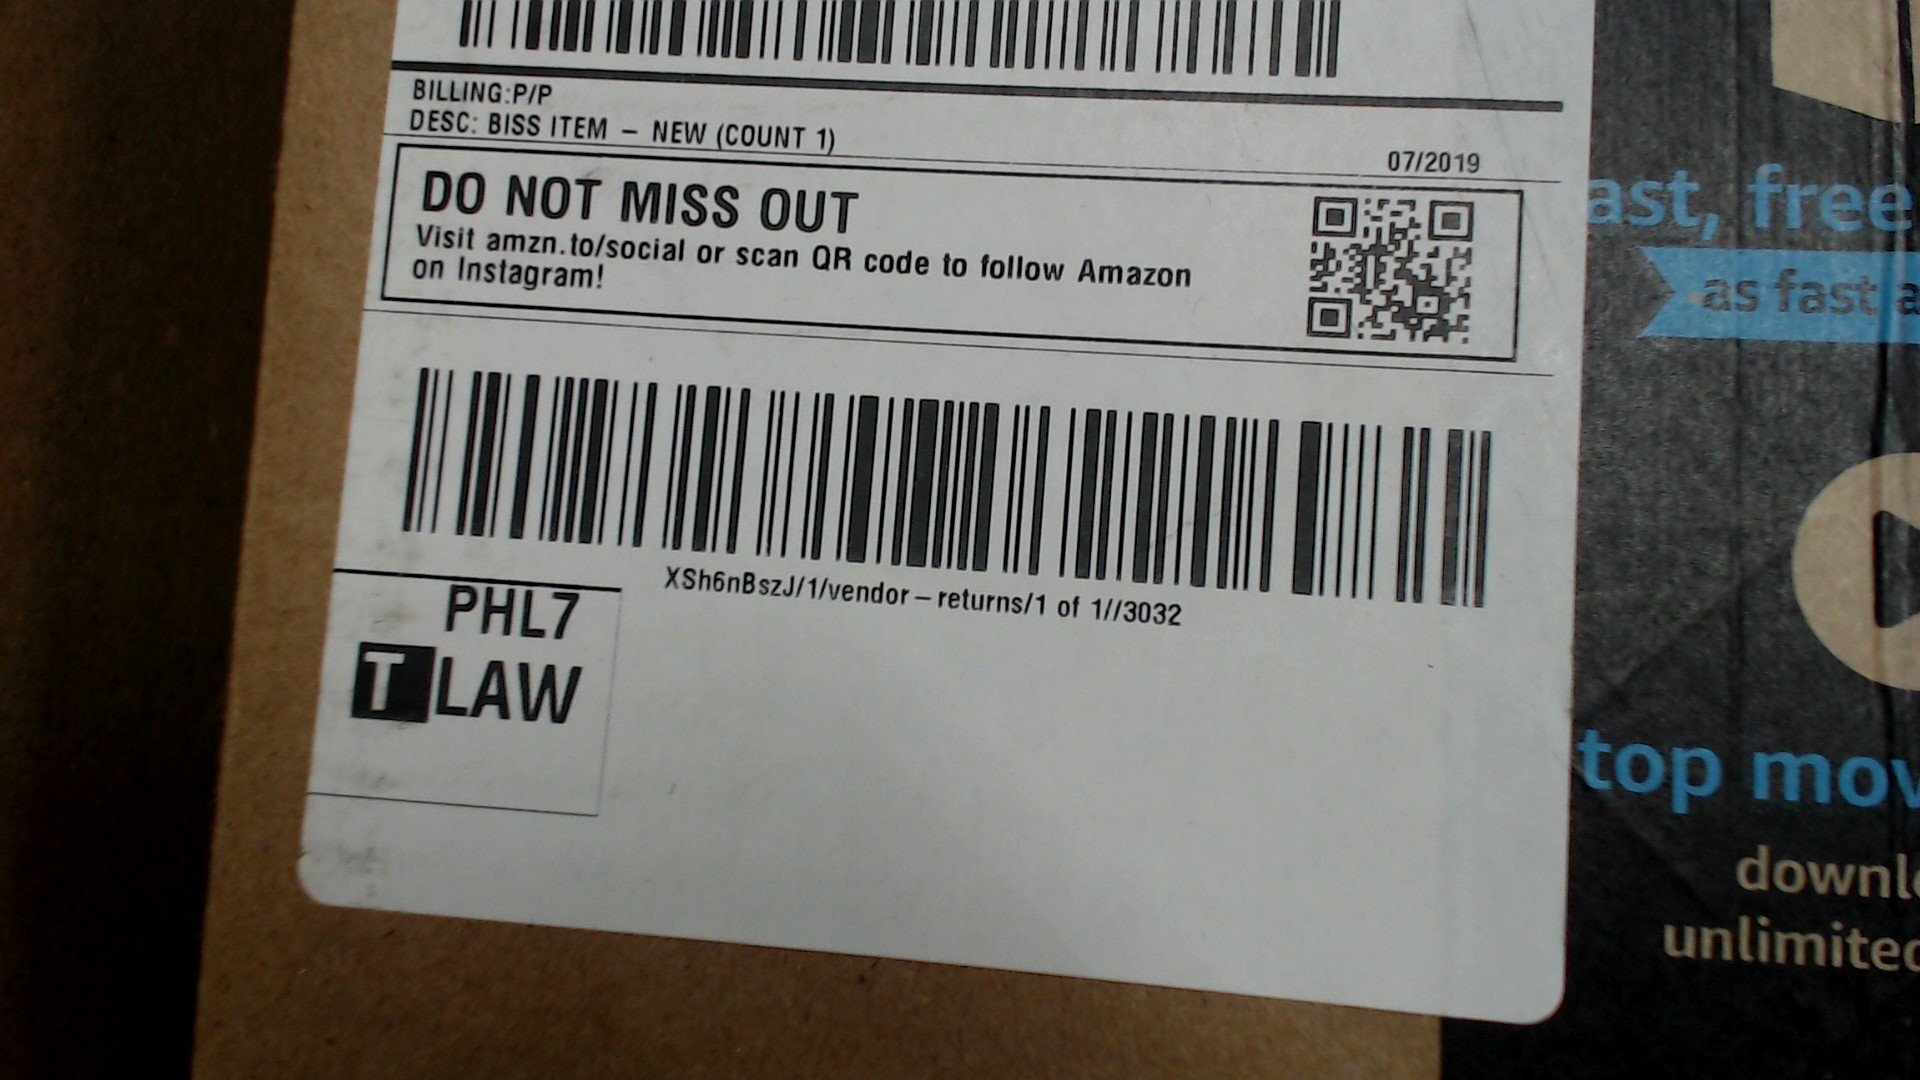 BILLING:P/P
DESC: BISS ITEM – NEW (COUNT 1)
07/2019
DO NOT MISS OUT
Visit amzn.to/social or scan QR code to follow Amazon
on Instagram!
XSh6nBszJ/1/vendor–returns/1 of 1//3032
PHL7
T LAW
ast, free
as fast a
top mov
downlo
unlimited